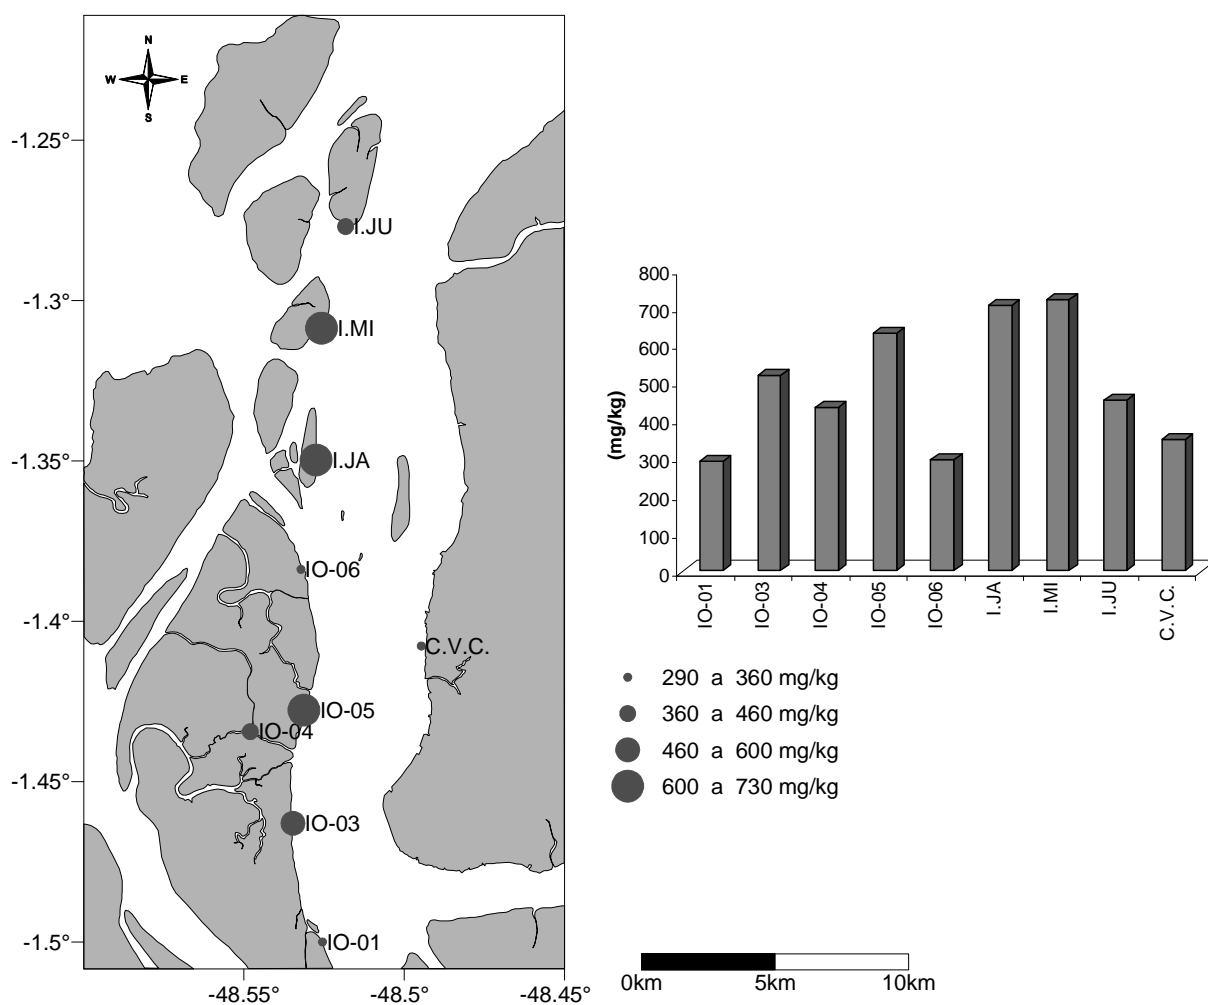 N
W E
S
-1.25°
-1.3°
-1.35°
-1.4°
-1.45°
-1.5°
-48.55° -48.5° -48.45°
I.JU
I.MI
I.JA
IO-06
C.V.C.
IO-05
IO-04
IO-03
IO-01
(mg/kg)
800
700
600
500
400
300
200
100
0
IO-01 IO-03 IO-04 IO-05 IO-06 I.JA I.MI I.JU C.V.C.
290 a 360 mg/kg
360 a 460 mg/kg
460 a 600 mg/kg
600 a 730 mg/kg
0km 5km 10km